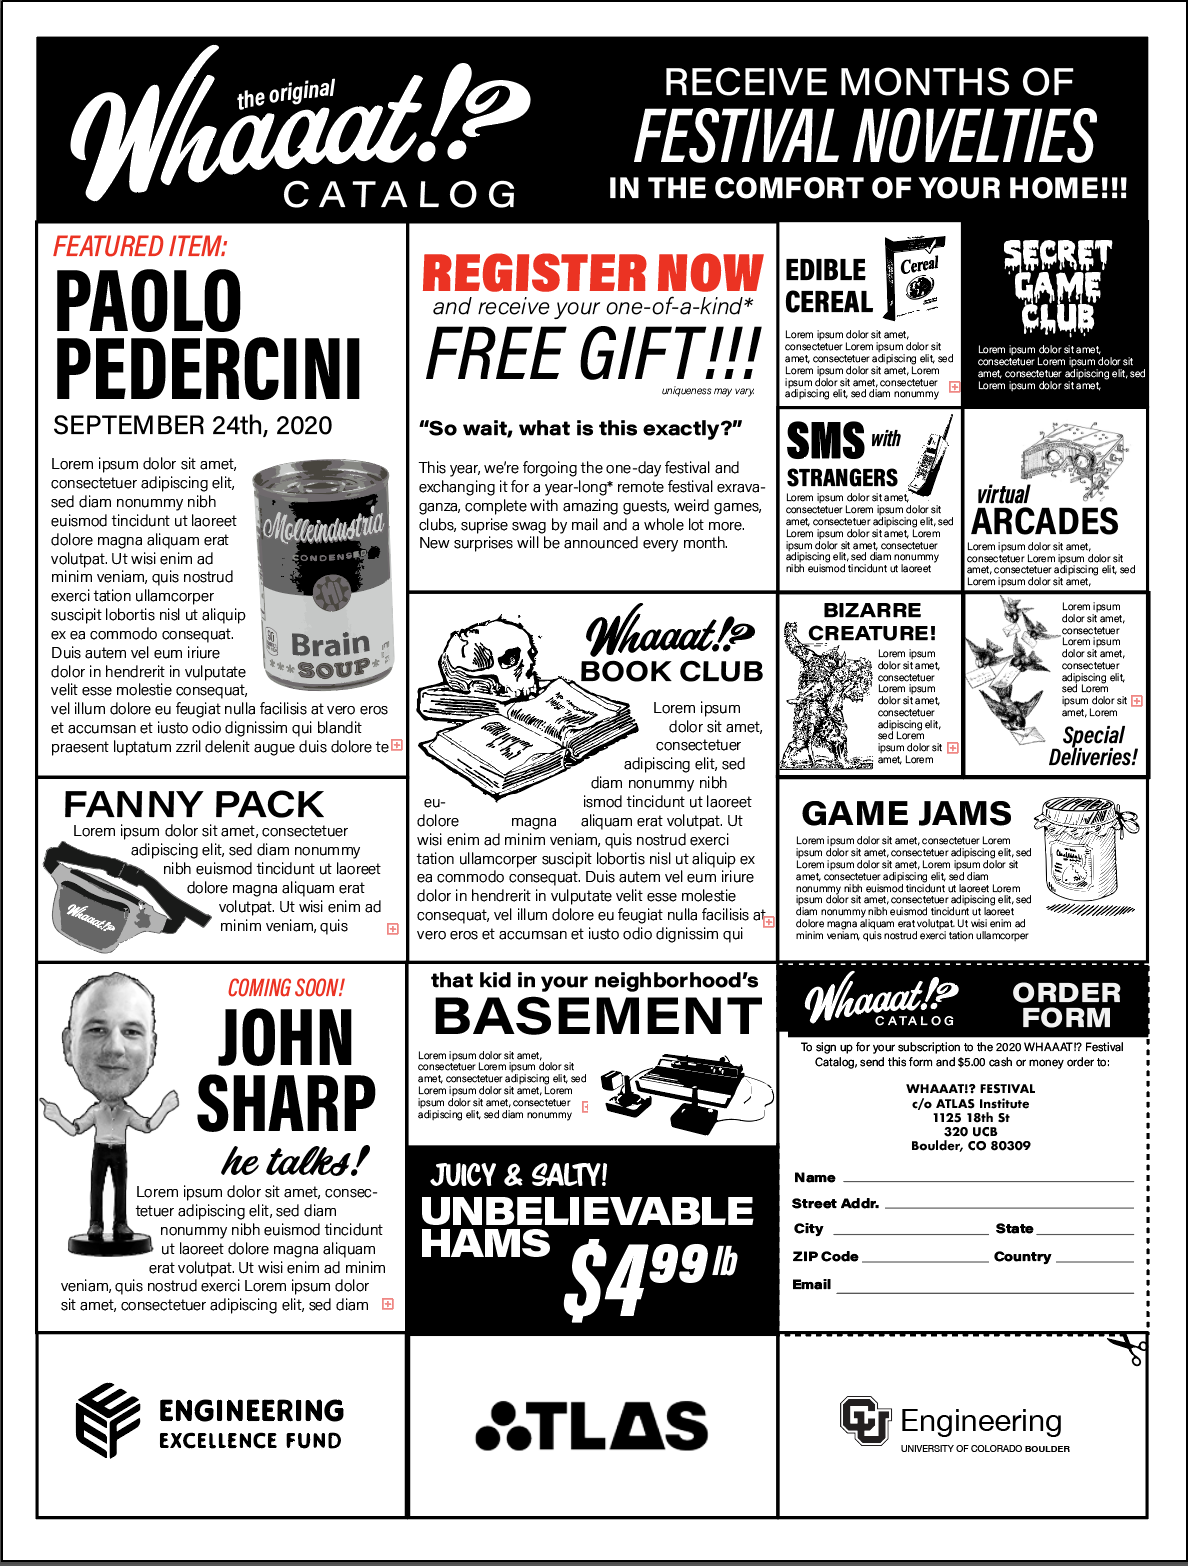 the original
Whaaat!?
CATALOG
RECEIVE MONTHS OF
FESTIVAL NOVELTIES
IN THE COMFORT OF YOUR HOME!!!
FEATURED ITEM:
PAOLO
PEDERCINI
SEPTEMBER 24th, 2020
Lorem ipsum dolor sit amet,
consectetuer adipiscing elit,
sed diam nonummy nibh
euismod tincidunt ut laoreet
dolore magna aliquam erat
volutpat. Ut wisi enim ad
minim veniam, quis nostrud
exerci tation ullamcorper
suscipit lobortis nisl ut aliquip
ex ea commodo consequat.
Duis autem vel eum iriure
dolor in hendrerit in vulputate
velit esse molestie consequat,
vel illum dolore eu feugiat nulla facilisis at vero eros
et accumsan et iusto odio dignissim qui blandit
praesent luptatum zzril delenit augue duis dolore te
Molleindustria
CONDENSED
Brain
SOUP
REGISTER NOW
and receive your one-of-a-kind*
FREE GIFT!!!
uniqueness may vary.
“So wait, what is this exactly?”
This year, we're forgoing the one-day festival and
exchanging it for a year-long* remote festival exrava-
ganza, complete with amazing guests, weird games,
clubs, suprise swag by mail and a whole lot more.
New surprises will be announced every month.
EDIBLE
CEREAL
Cereal
Lorem ipsum dolor sit amet,
consectetuer Lorem ipsum dolor sit
amet, consectetuer adipiscing elit, sed
Lorem ipsum dolor sit amet, Lorem
ipsum dolor sit amet, consectetuer
adipiscing elit, sed diam nonummy
SECRET
GAME
CLUB
Lorem ipsum dolor sit amet,
consectetuer Lorem ipsum dolor sit
amet, consectetuer adipiscing elit, sed
Lorem ipsum dolor sit amet,
SMS with
STRANGERS
Lorem ipsum dolor sit amet,
consectetuer Lorem ipsum dolor sit
amet, consectetuer adipiscing elit, sed
Lorem ipsum dolor sit amet, Lorem
ipsum dolor sit amet, consectetuer
adipiscing elit, sed diam nonummy
nibh euismod tincidunt ut laoreet
virtual
ARCADES
Lorem ipsum dolor sit amet,
consectetuer Lorem ipsum dolor sit
amet, consectetuer adipiscing elit, sed
Lorem ipsum dolor sit amet,
Whaaat!?
BOOK CLUB
Lorem ipsum
dolor sit amet,
consectetuer
adipiscing elit, sed
diam nonummy nibh
eu- ismod tincidunt ut laoreet
dolore magna aliquam erat volutpat. Ut
wisi enim ad minim veniam, quis nostrud exerci
tation ullamcorper suscipit lobortis nisl ut aliquip ex
ea commodo consequat. Duis autem vel eum iriure
dolor in hendrerit in vulputate velit esse molestie
consequat, vel illum dolore eu feugiat nulla facilisis at
vero eros et accumsan et iusto odio dignissim qui
BIZARRE
CREATURE!
Lorem ipsum
dolor sit amet,
consectetuer
Lorem ipsum
dolor sit amet,
consectetuer
adipiscing elit,
sed Lorem
ipsum dolor sit
amet, Lorem
Lorem ipsum
dolor sit amet,
consectetuer
Lorem ipsum
dolor sit amet,
consectetuer
adipiscing elit,
sed Lorem
ipsum dolor sit
amet, Lorem
Special
Deliveries!
FANNY PACK
Lorem ipsum dolor sit amet, consectetuer
adipiscing elit, sed diam nonummy
nibh euismod tincidunt ut laoreet
dolore magna aliquam erat
volutpat. Ut wisi enim ad
minim veniam, quis
Whaaat!?
GAME JAMS
Lorem ipsum dolor sit amet, consectetuer Lorem
ipsum dolor sit amet, consectetuer adipiscing elit, sed
Lorem ipsum dolor sit amet, Lorem ipsum dolor sit
amet, consectetuer adipiscing elit, sed diam
nonummy nibh euismod tincidunt ut laoreet Lorem
ipsum dolor sit amet, consectetuer adipiscing elit, sed
diam nonummy nibh euismod tincidunt ut laoreet
dolore magna aliquam erat volutpat. Ut wisi enim ad
minim veniam, quis nostrud exerci tation ullamcorper
COMING SOON!
JOHN
SHARP
he talks!
Lorem ipsum dolor sit amet, consec-
tetuer adipiscing elit, sed diam
nonummy nibh euismod tincidunt
ut laoreet dolore magna aliquam
erat volutpat. Ut wisi enim ad minim
veniam, quis nostrud exerci Lorem ipsum dolor
sit amet, consectetuer adipiscing elit, sed diam
that kid in your neighborhood's
BASEMENT
Lorem ipsum dolor sit amet,
consectetuer Lorem ipsum dolor sit
amet, consectetuer adipiscing elit, sed
Lorem ipsum dolor sit amet, Lorem
ipsum dolor sit amet, consectetuer
adipiscing elit, sed diam nonummy
JUICY & SALTY!
UNBELIEVABLE
HAMS
$4 99 lb
Whaaat!?
CATALOG
ORDER
FORM
To sign up for your subscription to the 2020 WHAAAT!? Festival
Catalog, send this form and $5.00 cash or money order to:
WHAAAT!? FESTIVAL
c/o ATLAS Institute
1125 18th St
320 UCB
Boulder, CO 80309
Name
Street Addr.
City State
ZIP Code Country
Email
ENGINEERING
EXCELLENCE FUND
ATLAS
CU Engineering
UNIVERSITY OF COLORADO BOULDER